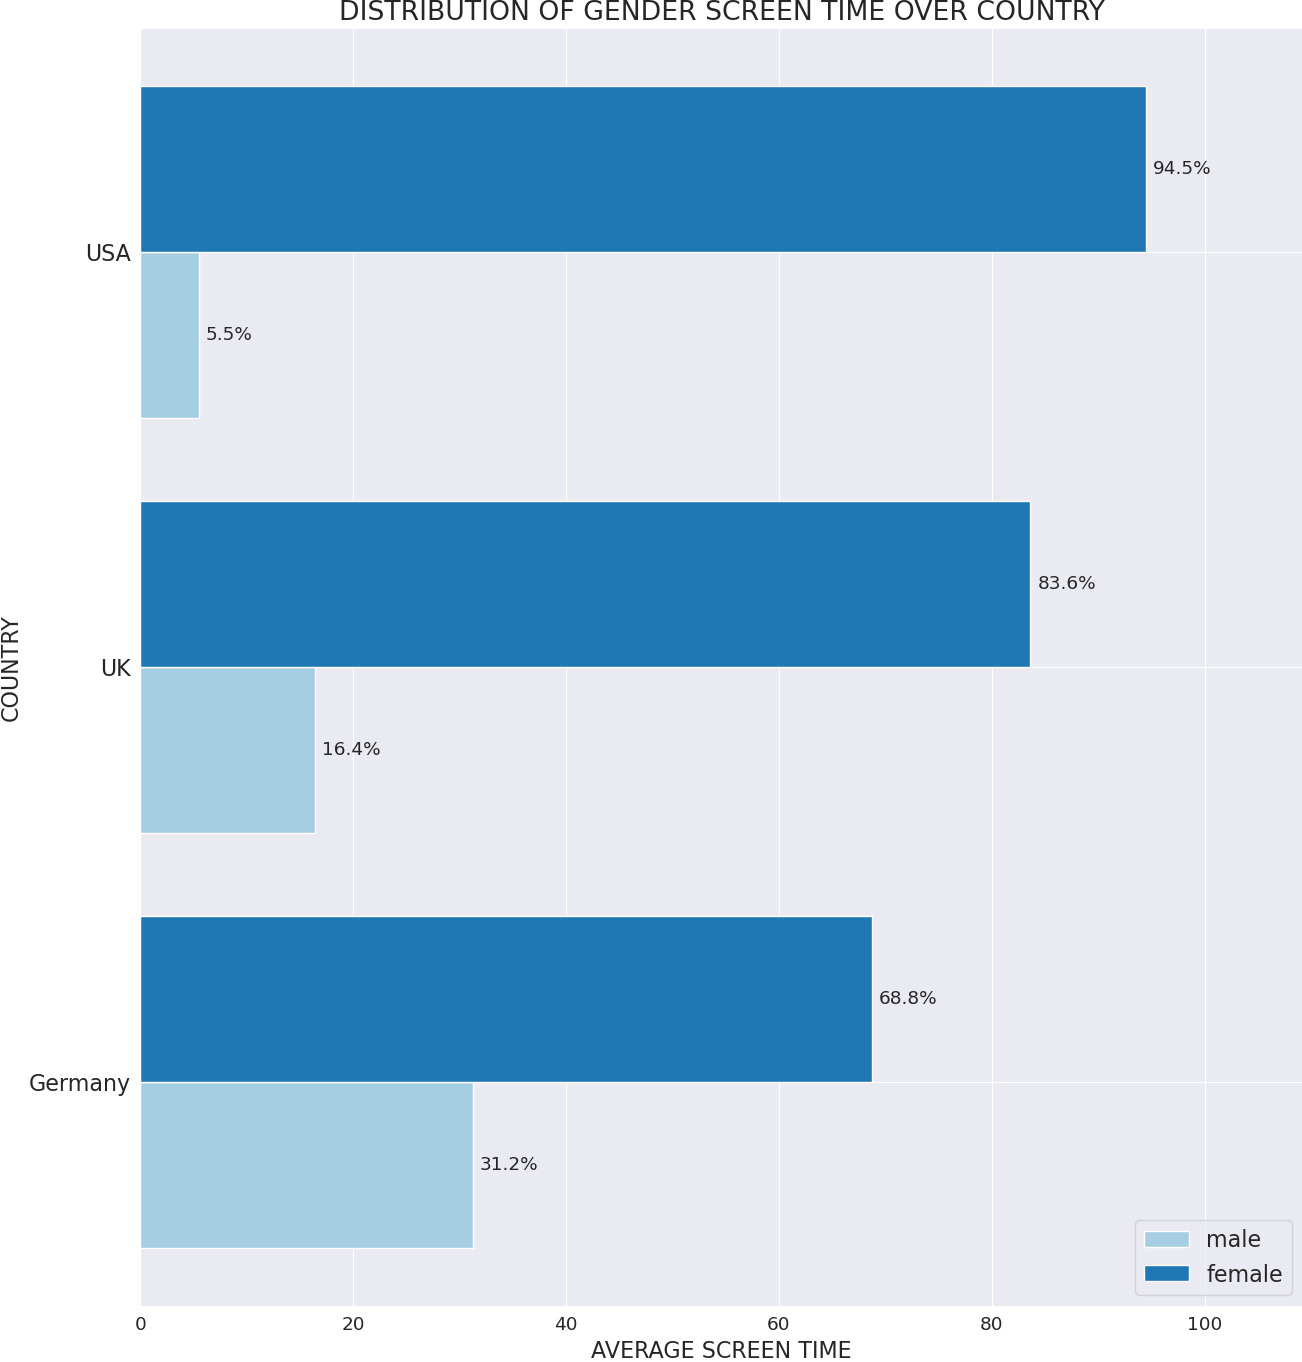 DISTRIBUTION OF GENDER SCREEN TIME OVER COUNTRY
94.5%
USA
5.5%
83.6%
UK
COUNTRY
16.4%
68.8%
Germany
31.2%
male
female
0 20 40 60 80 100
AVERAGE SCREEN TIME